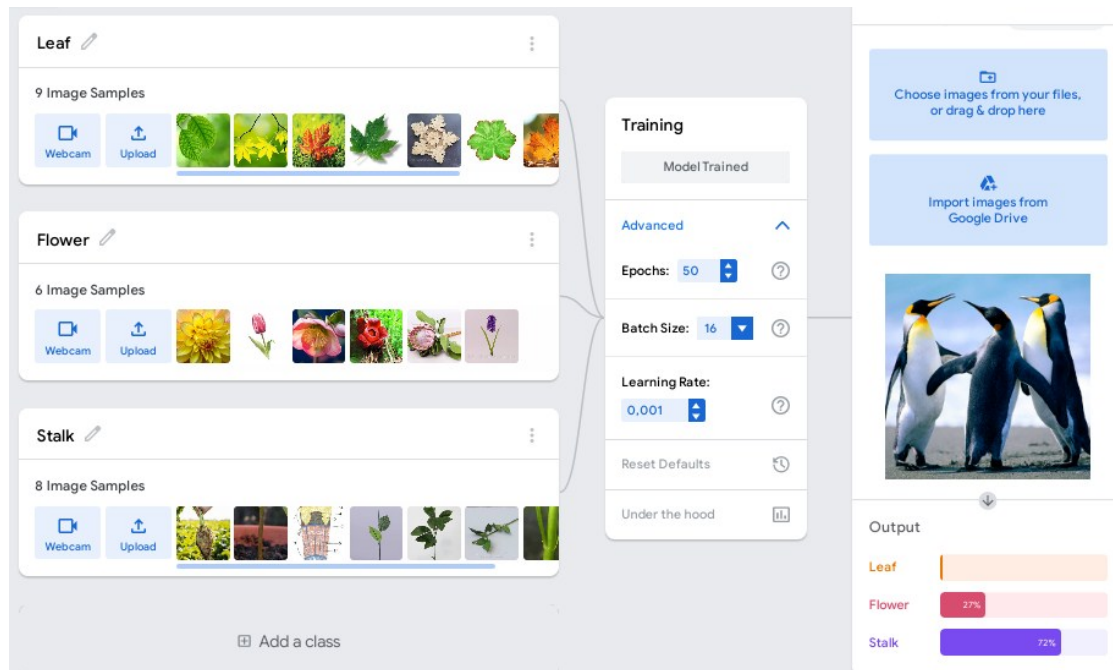 Leaf
9 Image Samples
Webcam
Upload
Flower
6 Image Samples
Webcam
Upload
Stalk
8 Image Samples
Webcam
Upload
Add a class
Training
Model Trained
Advanced
Epochs: 50
Batch Size: 16
Learning Rate:
0,001
Reset Defaults
Under the hood
Choose images from your files,
or drag & drop here
Import images from
Google Drive
Output
Leaf
Flower 27%
Stalk 72%